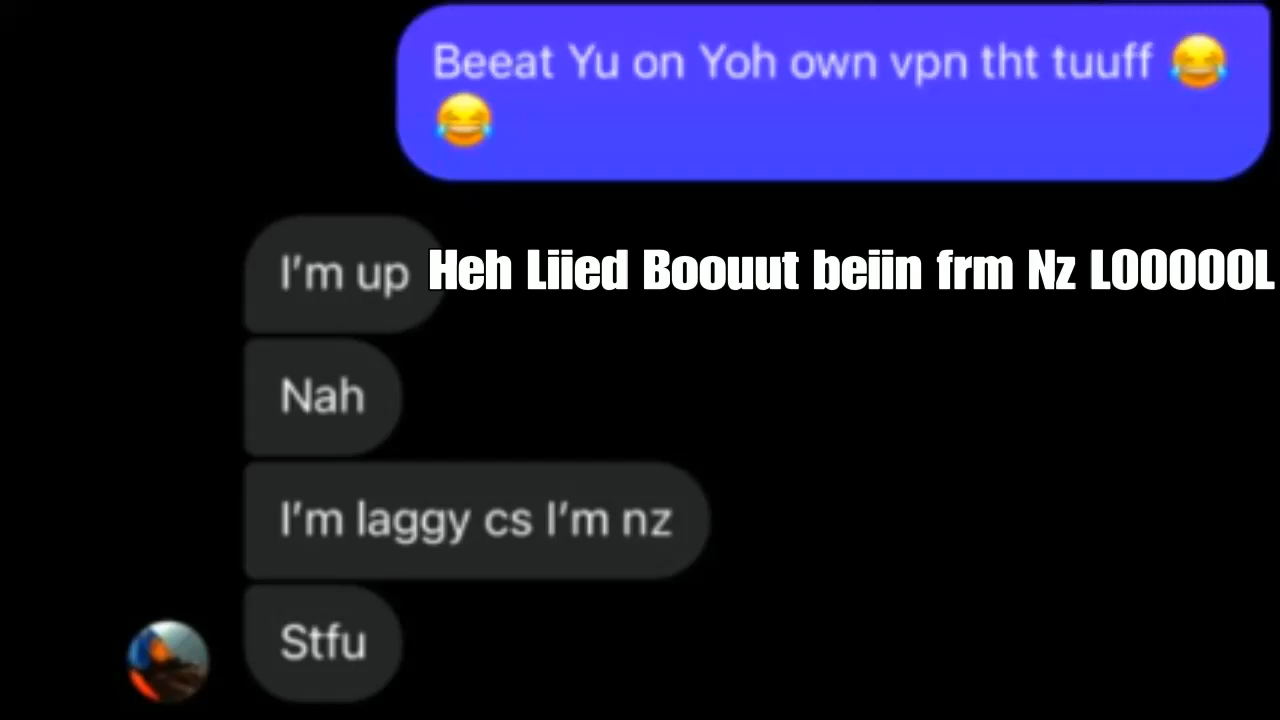 Beeat Yu on Yoh own vpn tht tuuff 😂
😂
I'm up
Heh Liiied Boouut beiin frm Nz LOOOOOL
Nah
I'm laggy cs I'm nz
Stfu